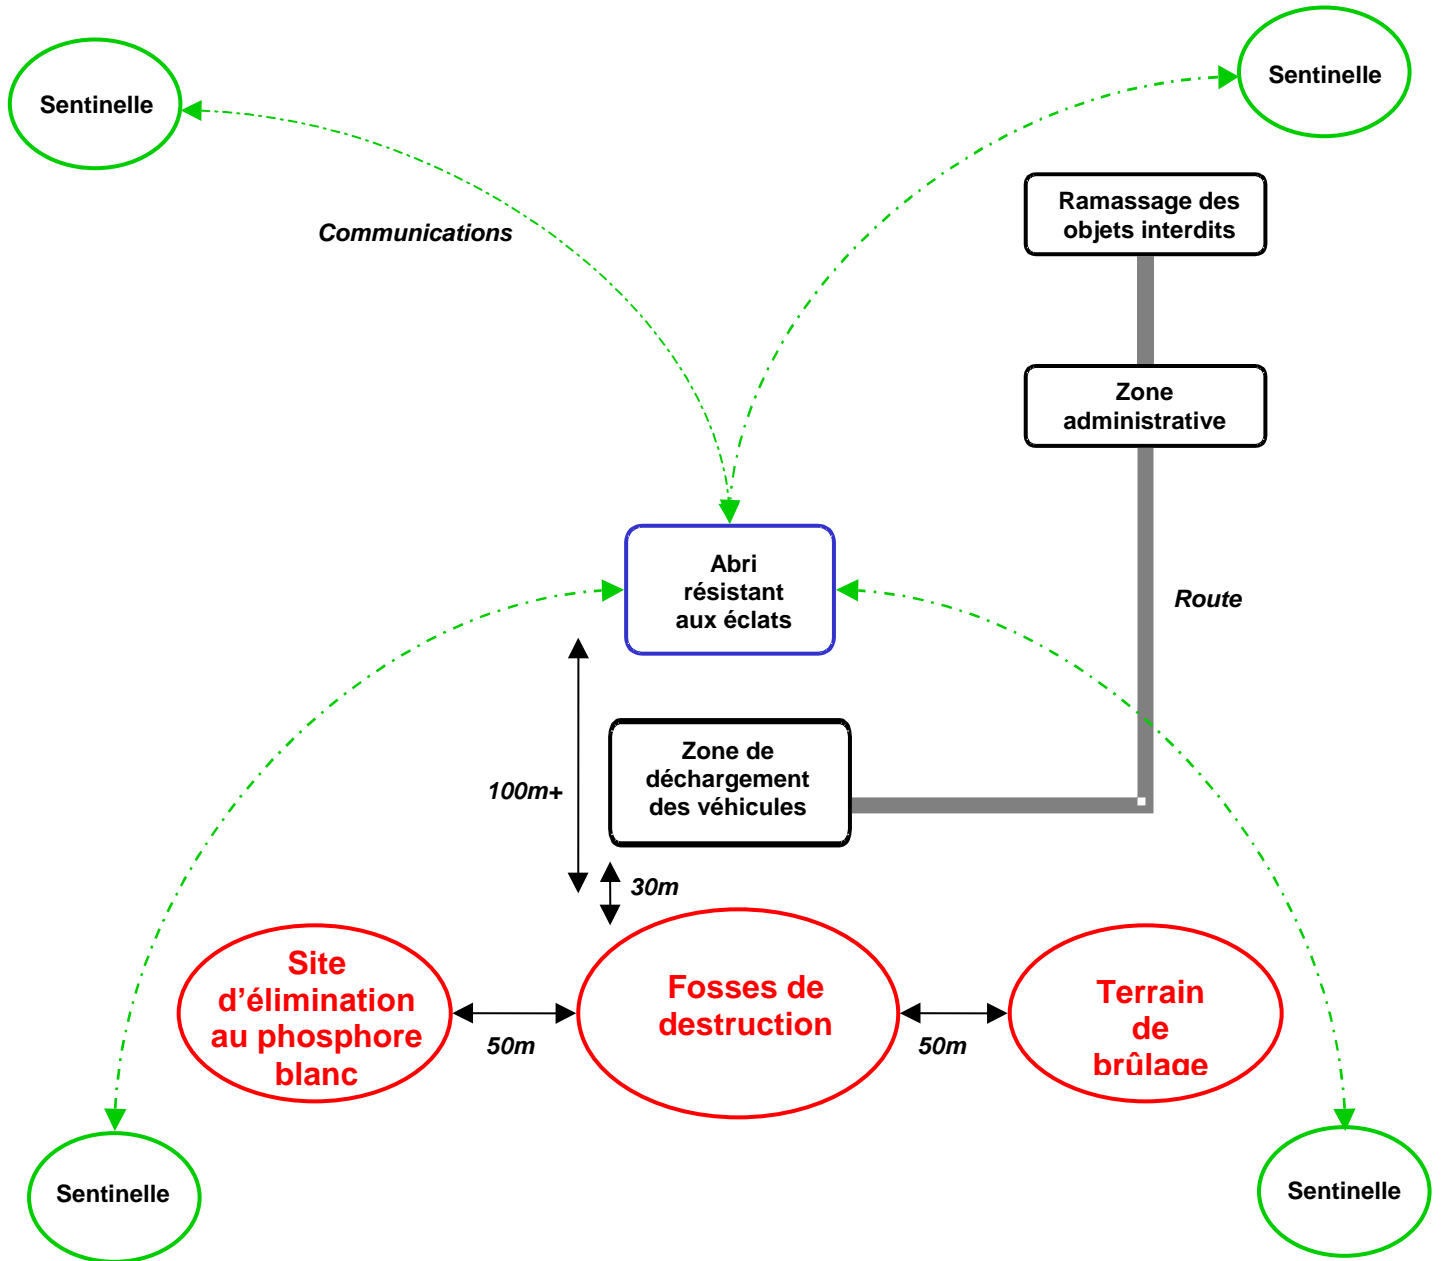 Sentinelle
Sentinelle
Ramassage des
objets interdits
Communications
Zone
administrative
Abri
résistant
aux éclats
Route
Zone de
déchargement
des véhicules
100m+
30m
Site
d’élimination
au phosphore
blanc
Fosses de
destruction
Terrain
de
brûlage
50m
50m
Sentinelle
Sentinelle